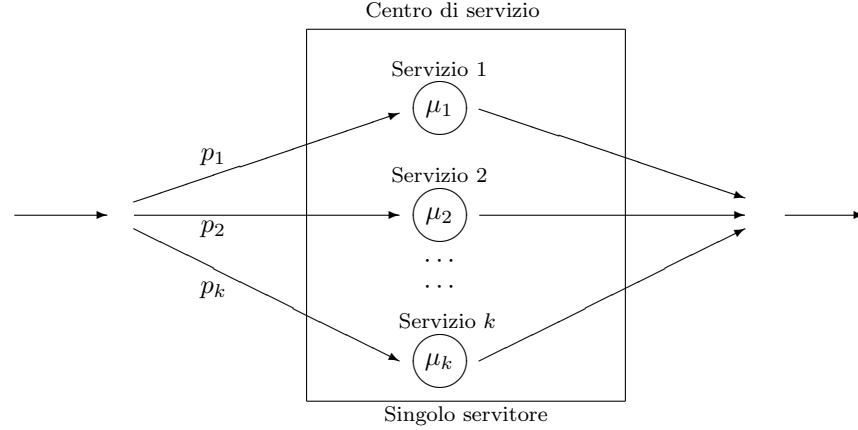 Centro di servizio
Servizio 1
μ1
p1
Servizio 2
μ2
p2
...
...
pk
Servizio k
μk
Singolo servitore